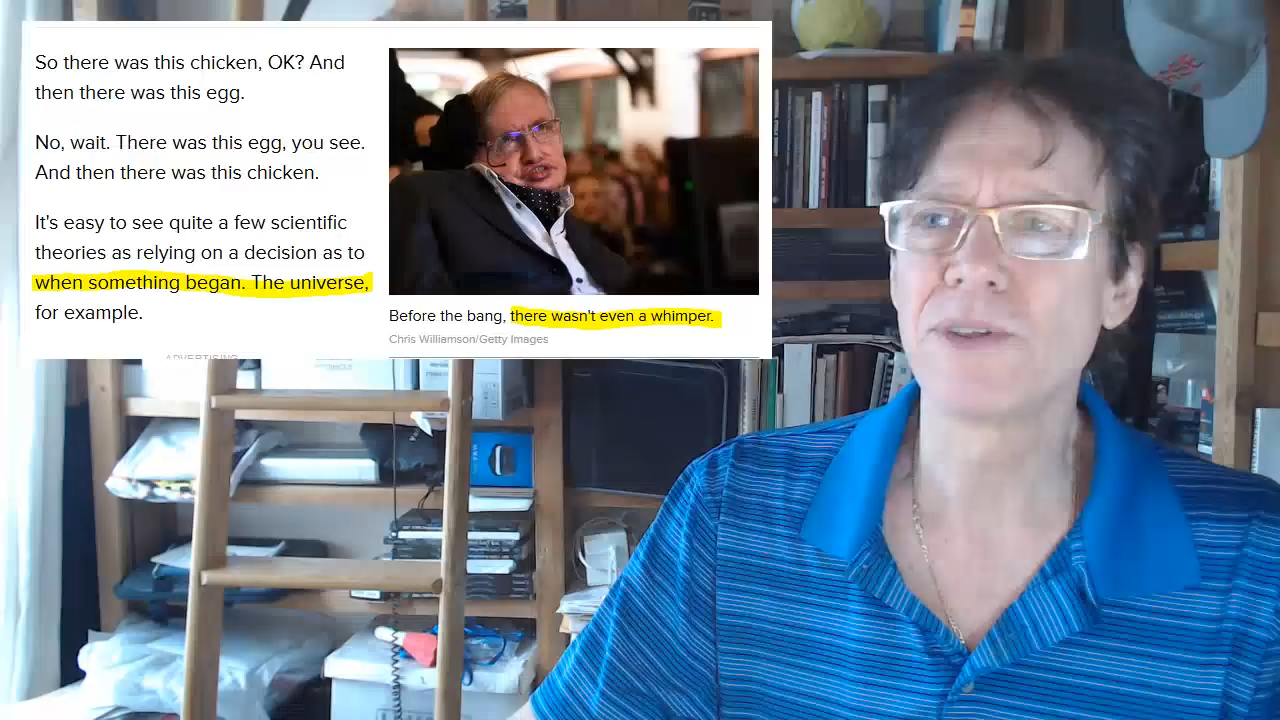 So there was this chicken, OK? And
then there was this egg.
No, wait. There was this egg, you see.
And then there was this chicken.
It's easy to see quite a few scientific
theories as relying on a decision as to
when something began. The universe,
for example.
ADVERTISING
Before the bang, there wasn't even a whimper.
Chris Williamson/Getty Images